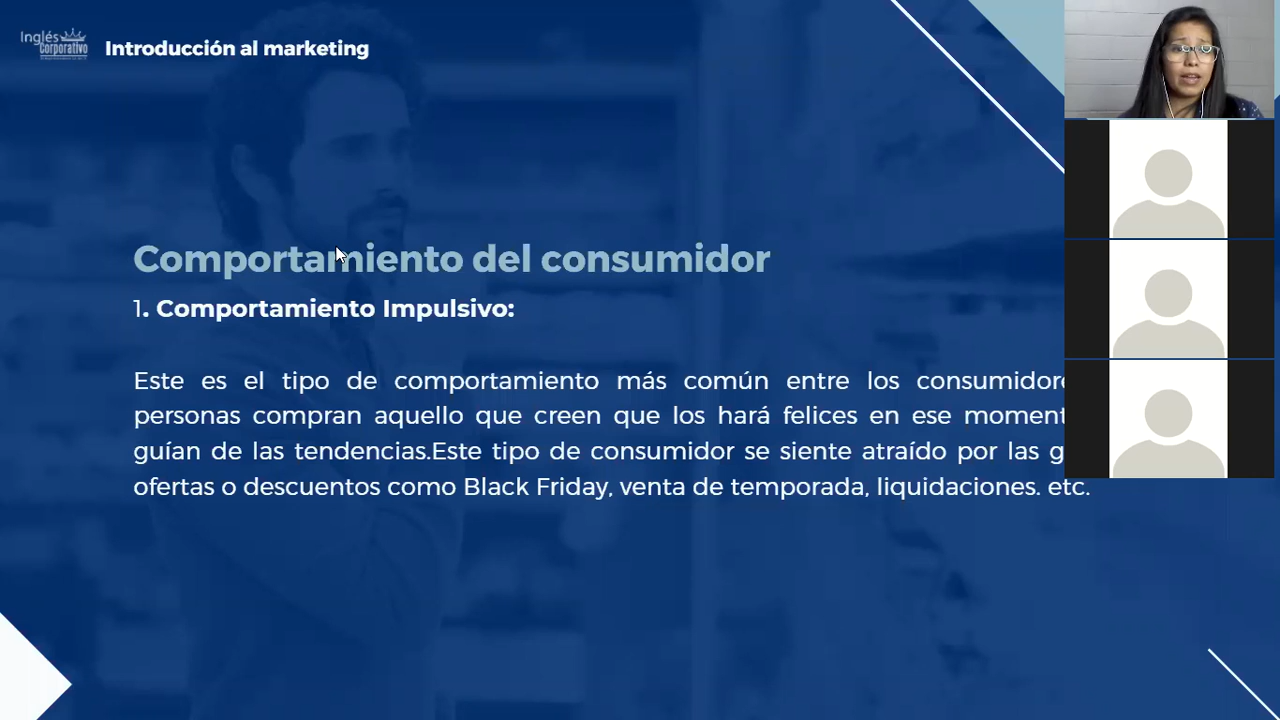 Inglés
Corporativo
Introducción al marketing
Comportamiento del consumidor
1. Comportamiento Impulsivo:
Este es el tipo de comportamiento más común entre los
personas compran aquello que creen que los hará felices en ese
guían de las tendencias.Este tipo de consumidor se siente atraído por las
ofertas o descuentos como Black Friday, venta de temporada, liquidaciones. etc.